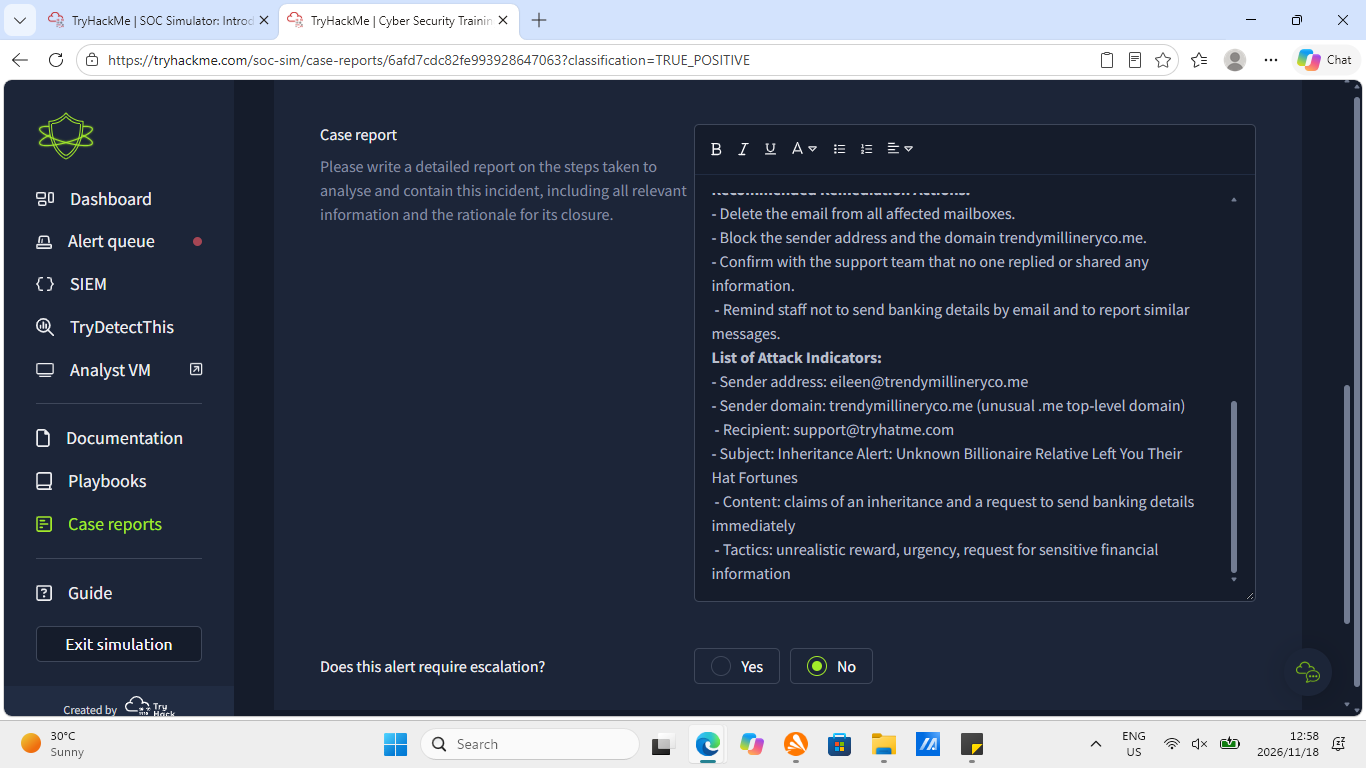 TryHackMe | SOC Simulator: Introd
TryHackMe | Cyber Security Trainin
https://tryhackme.com/soc-sim/case-reports/6afd7cdc82fe993928647063?classification=TRUE_POSITIVE
Chat
Dashboard
Alert queue
SIEM
TryDetectThis
Analyst VM
Documentation
Playbooks
Case reports
Guide
Exit simulation
Created by
Try
Hack
Case report
Please write a detailed report on the steps taken to
analyse and contain this incident, including all relevant
information and the rationale for its closure.
B I U A
Recommended Remediation Actions:
- Delete the email from all affected mailboxes.
- Block the sender address and the domain trendymillineryco.me.
- Confirm with the support team that no one replied or shared any
information.
- Remind staff not to send banking details by email and to report similar
messages.
List of Attack Indicators:
- Sender address: eileen@trendymillineryco.me
- Sender domain: trendymillineryco.me (unusual .me top-level domain)
- Recipient: support@tryhatme.com
- Subject: Inheritance Alert: Unknown Billionaire Relative Left You Their
Hat Fortunes
- Content: claims of an inheritance and a request to send banking details
immediately
- Tactics: unrealistic reward, urgency, request for sensitive financial
information
Does this alert require escalation?
Yes
No
30°C
Sunny
Search
ENG
US
12:58
2026/11/18